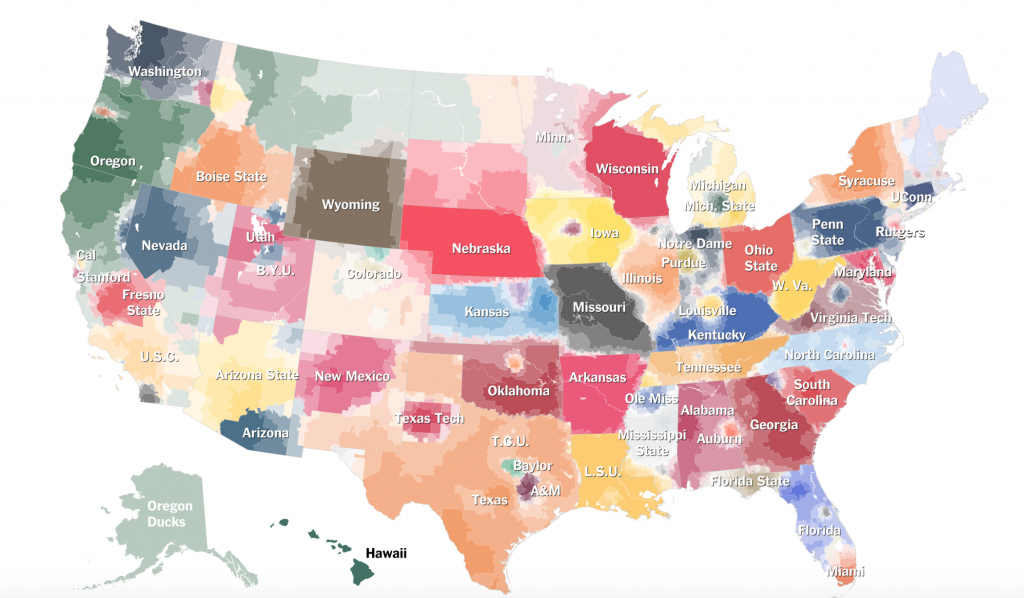 Washington
Oregon
Boise State
Wyoming
Minn.
Wisconsin
Michigan
Mich. State
Syracuse
UConn
Nevada
Utah
B.Y.U.
Nebraska
Iowa
Notre Dame
Purdue
Illinois
Ohio
State
Penn
State
Rutgers
Cal
Stanford
Fresno
State
Colorado
Kansas
Missouri
Louisville
Kentucky
W. Va.
Maryland
Virginia Tech
U.S.C.
Arizona State
New Mexico
Oklahoma
Arkansas
Tennessee
North Carolina
Arizona
Texas Tech
T.C.U.
Ole Miss
Mississippi
State
Alabama
Auburn
Georgia
South
Carolina
Baylor
A&M
Texas
L.S.U.
Florida State
Florida
Miami
Oregon
Ducks
Hawaii